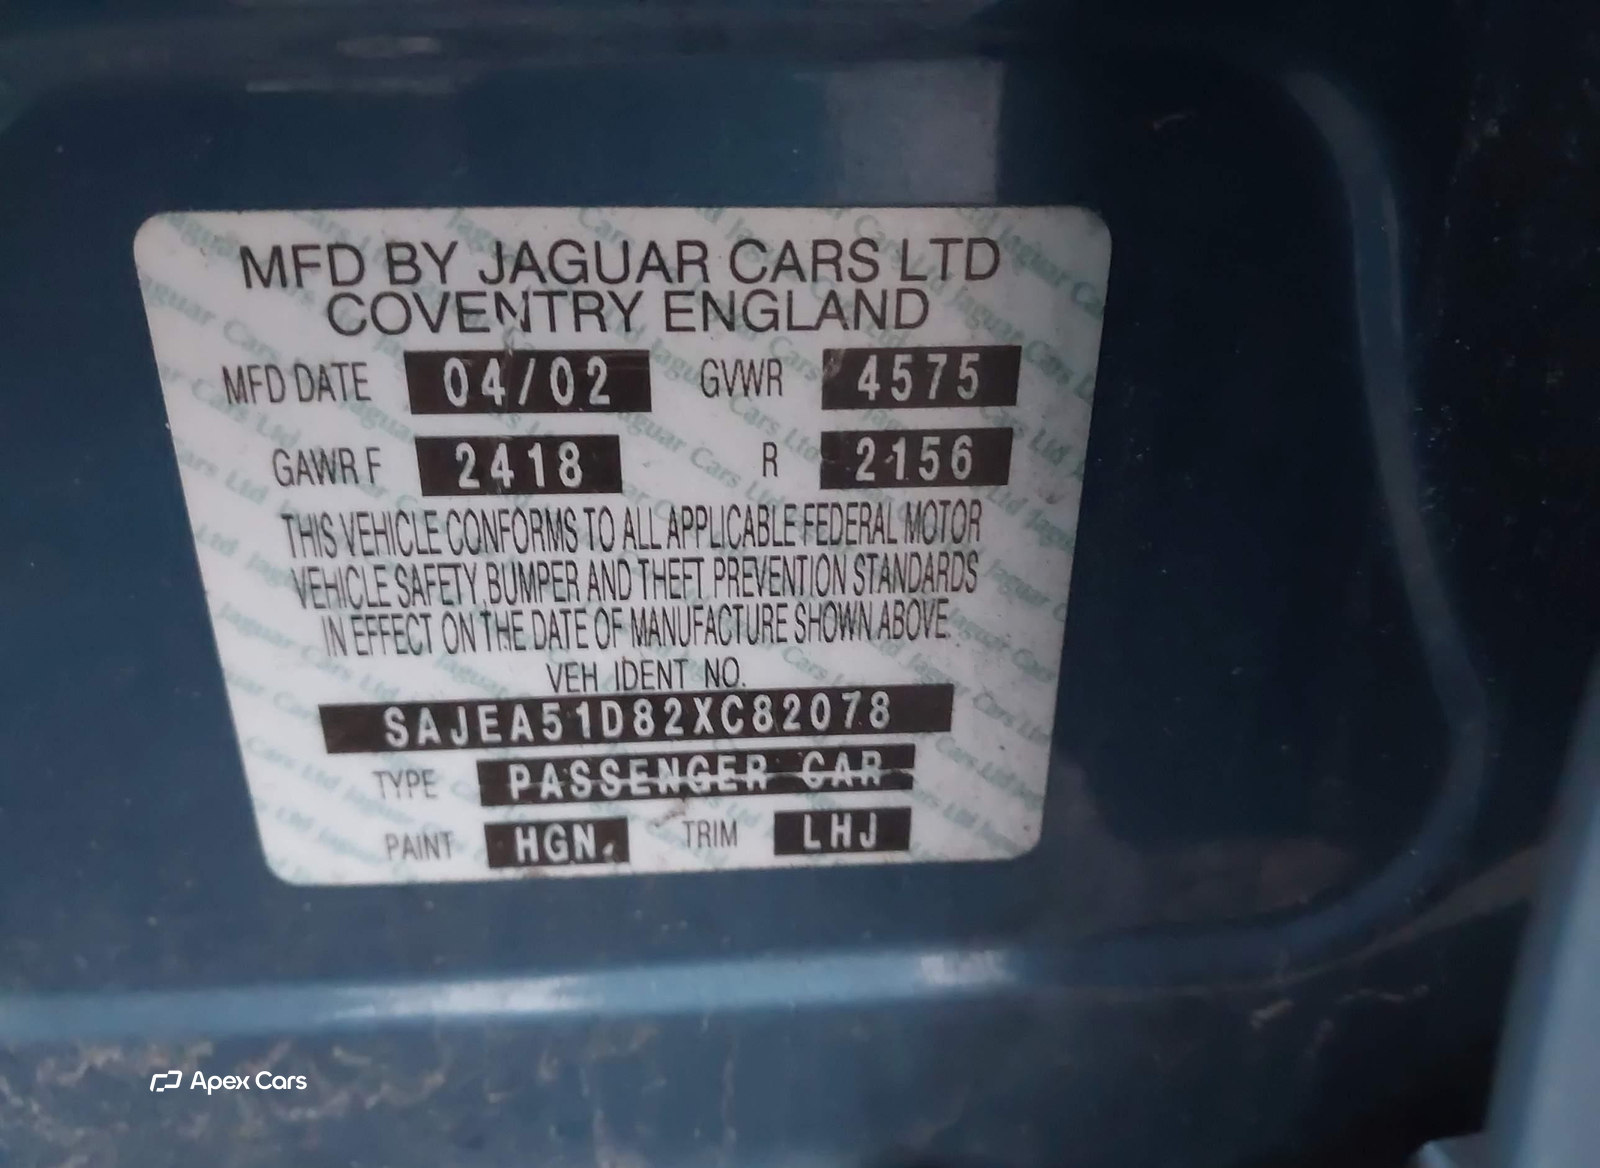 MFD BY JAGUAR CARS LTD
COVENTRY ENGLAND
MFD DATE 04/02 GVWR 4575
GAWR F 2418 R 2156
THIS VEHICLE CONFORMS TO ALL APPLICABLE FEDERAL MOTOR
VEHICLE SAFETY, BUMPER AND THEFT PREVENTION STANDARDS
IN EFFECT ON THE DATE OF MANUFACTURE SHOWN ABOVE.
VEH IDENT NO.
SAJEA51D82XC82078
TYPE PASSENGER CAR
PAINT HGN. TRIM LHJ
Apex Cars